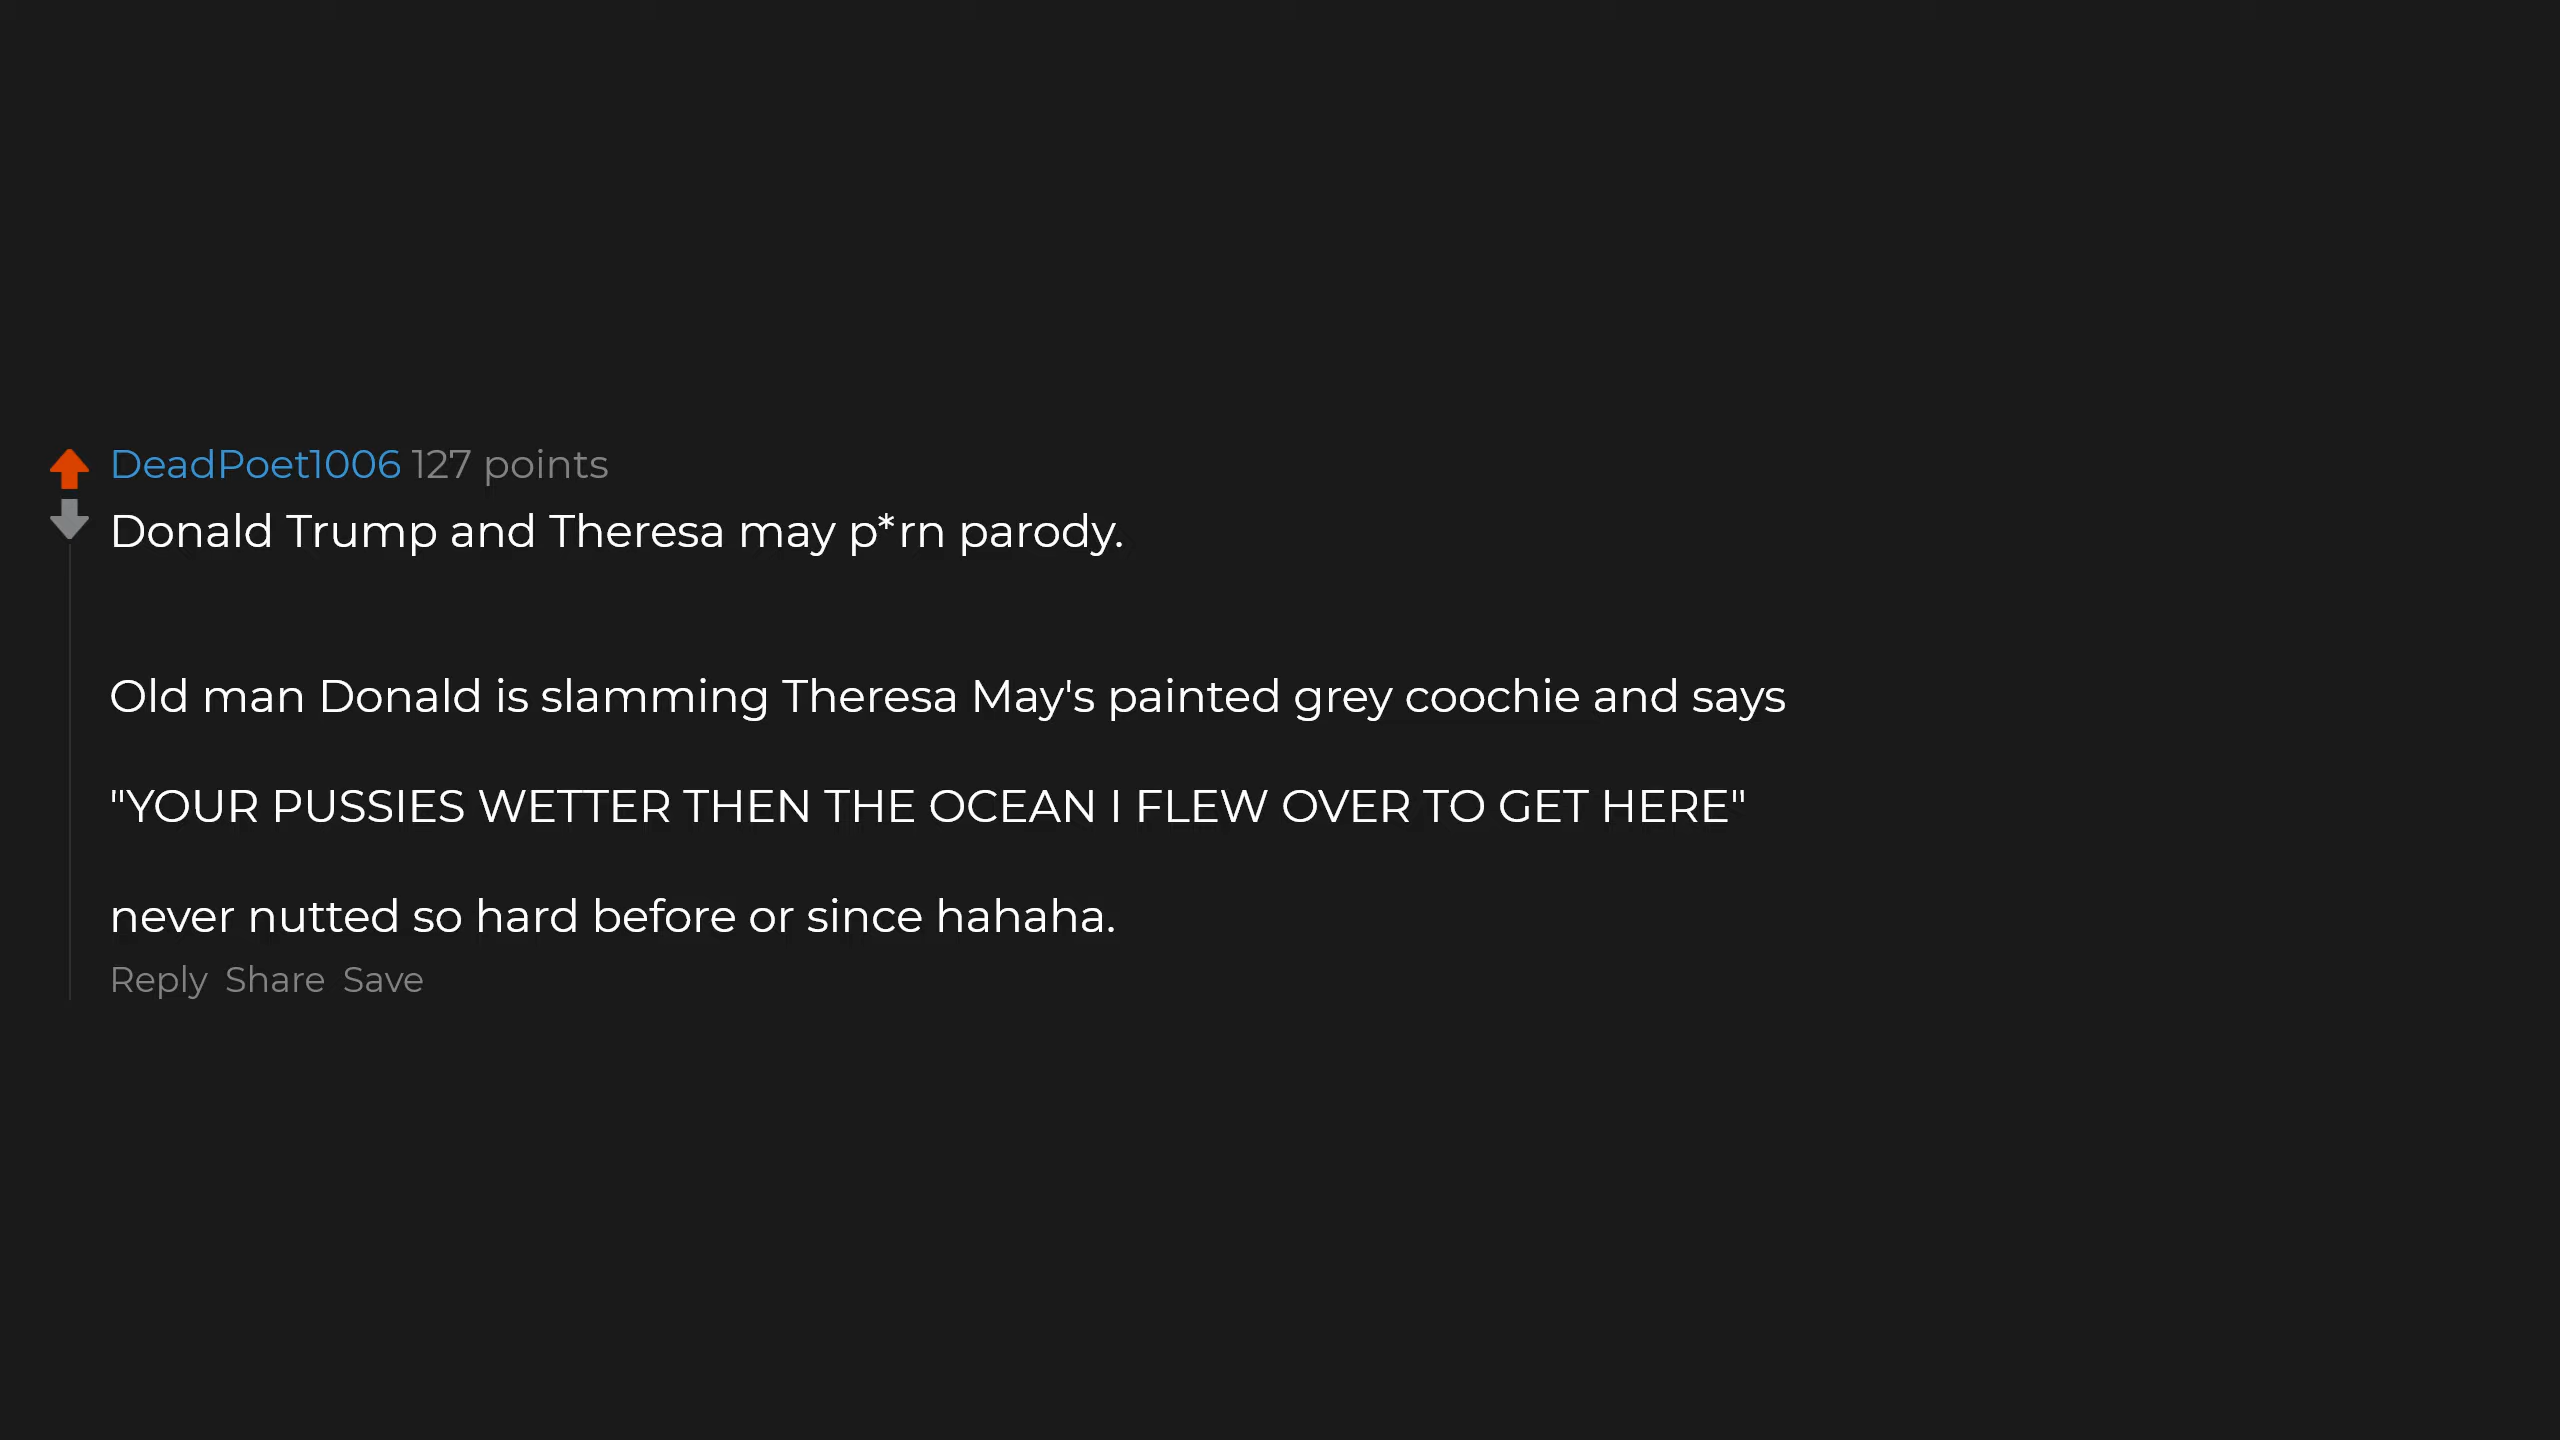 DeadPoet1006 127 points
Donald Trump and Theresa may p*rn parody.
Old man Donald is slamming Theresa May's painted grey coochie and says
"YOUR PUSSIES WETTER THEN THE OCEAN I FLEW OVER TO GET HERE"
never nutted so hard before or since hahaha.
Reply Share Save